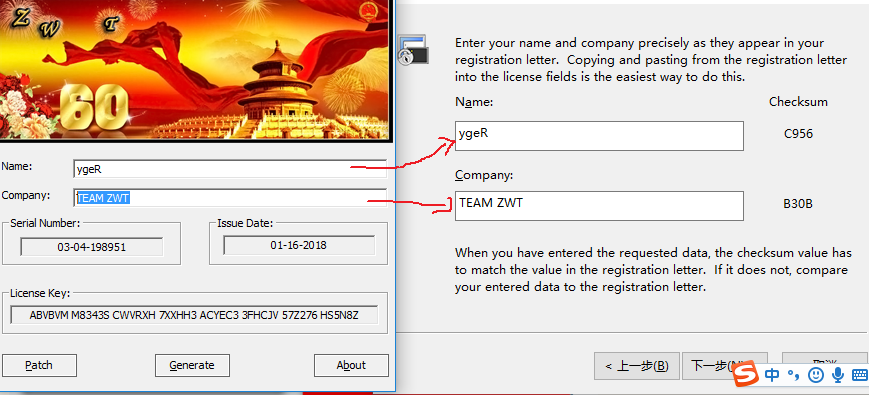 Z W T
60
Name:
ygeR
Company:
TEAM ZWT
Serial Number:
03-04-198951
Issue Date:
01-16-2018
License Key:
ABVBVM M8343S CWVRXH 7XXHH3 ACYEC3 3FHCJV 57Z276 HS5N8Z
Patch
Generate
About
Enter your name and company precisely as they appear in your
registration letter. Copying and pasting from the registration letter
into the license fields is the easiest way to do this.
Name:
Checksum
ygeR
C956
Company:
TEAM ZWT
B30B
When you have entered the requested data, the checksum value has
to match the value in the registration letter. If it does not, compare
your entered data to the registration letter.
< 上一步(B)
下一步(N)
S 中